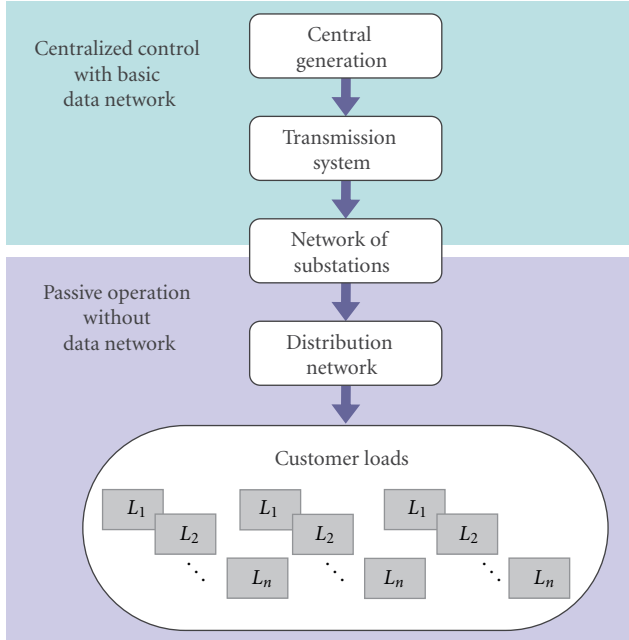 Centralized control
with basic
data network
Central
generation
Transmission
system
Network of
substations
Passive operation
without
data network
Distribution
network
Customer loads
L₁ L₁ L₁
L₂ L₂ L₂
Lₙ Lₙ Lₙ